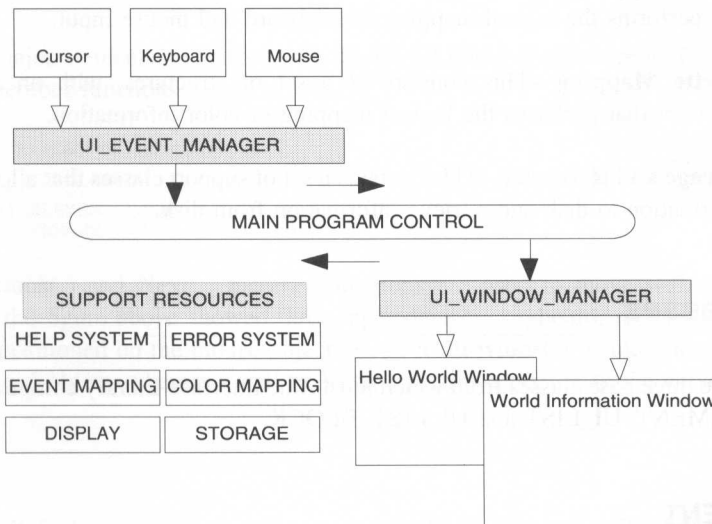 Cursor
Keyboard
Mouse
UI_EVENT_MANAGER
MAIN PROGRAM CONTROL
SUPPORT RESOURCES
HELP SYSTEM
ERROR SYSTEM
EVENT MAPPING
COLOR MAPPING
DISPLAY
STORAGE
UI_WINDOW_MANAGER
Hello World Window
World Information Window